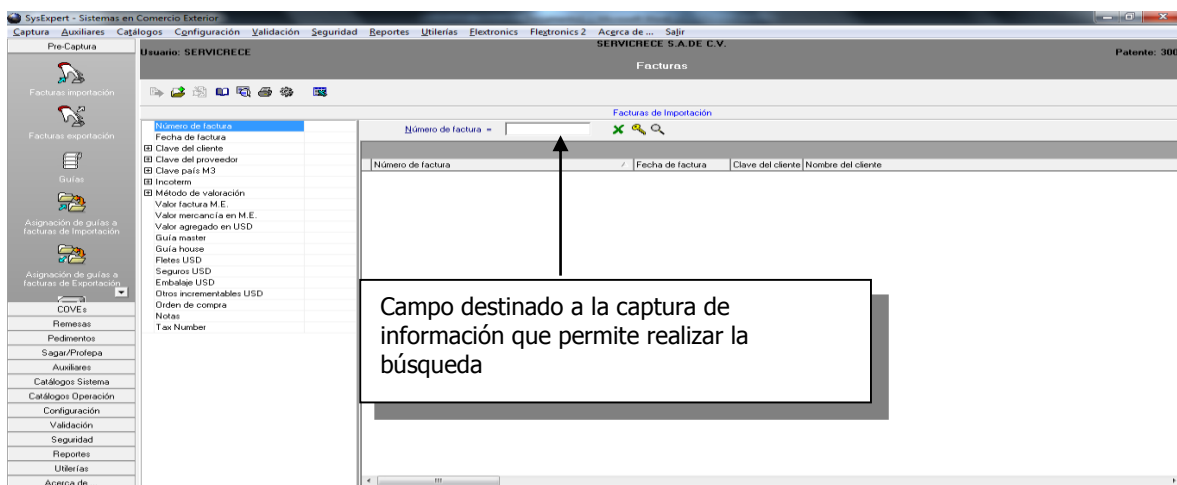 SysExpert - Sistemas en Comercio Exterior
Captura Auxiliares Catálogos Configuración Validación Seguridad Reportes Utilerías Flextronics Flextronics 2 Acerca de ... Salir
Pre-Captura
Usuario: SERVICRECE
SERVICRECE S.A.DE C.V.
Patente: 300
Facturas
Facturas importación
Facturas exportación
Guías
Asignación de guías a
facturas de Importación
Asignación de guías a
facturas de Exportación
COVEs
Remesas
Pedimentos
Sagar/Profepa
Auxiliares
Catálogos Sistema
Catálogos Operación
Configuración
Validación
Seguridad
Reportes
Utilerías
Acerca de
Facturas de Importación
Número de factura
Fecha de factura
Clave del cliente
Clave del proveedor
Clave país M3
Incoterm
Método de valoración
Valor factura M.E.
Valor mercancía en M.E.
Valor agregado en USD
Guía master
Guía house
Fletes USD
Seguros USD
Embalaje USD
Otros incrementables USD
Orden de compra
Notas
Tax Number
Número de factura =
Número de factura Fecha de factura Clave del cliente Nombre del cliente
Campo destinado a la captura de
información que permite realizar la
búsqueda